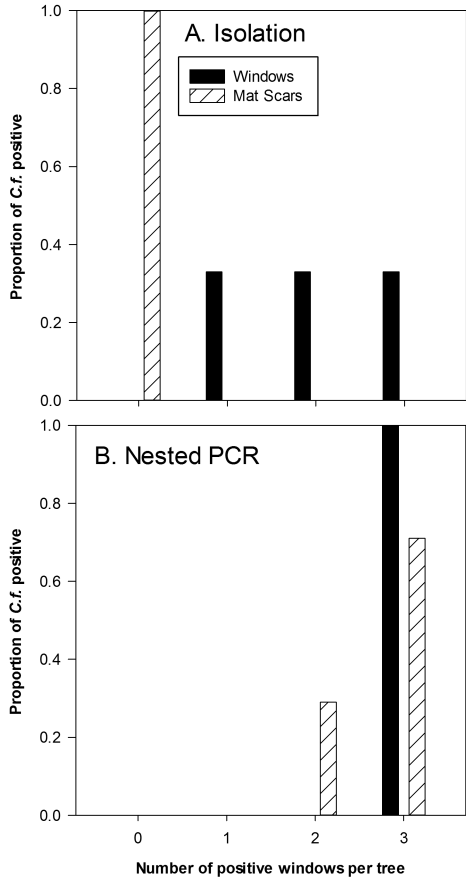 A. Isolation
Windows
Mat Scars
Proportion of C.f. positive
1.0
0.8
0.6
0.4
0.2
0.0
B. Nested PCR
Proportion of C.f. positive
1.0
0.8
0.6
0.4
0.2
0.0
0 1 2 3
Number of positive windows per tree